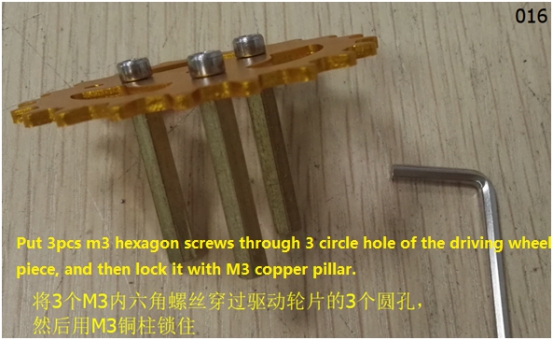 016
Put 3pcs m3 hexagon screws through 3 circle hole of the driving wheel
piece, and then lock it with M3 copper pillar.
将3个M3内六角螺丝穿过驱动轮片的3个圆孔，
然后用M3铜柱锁住